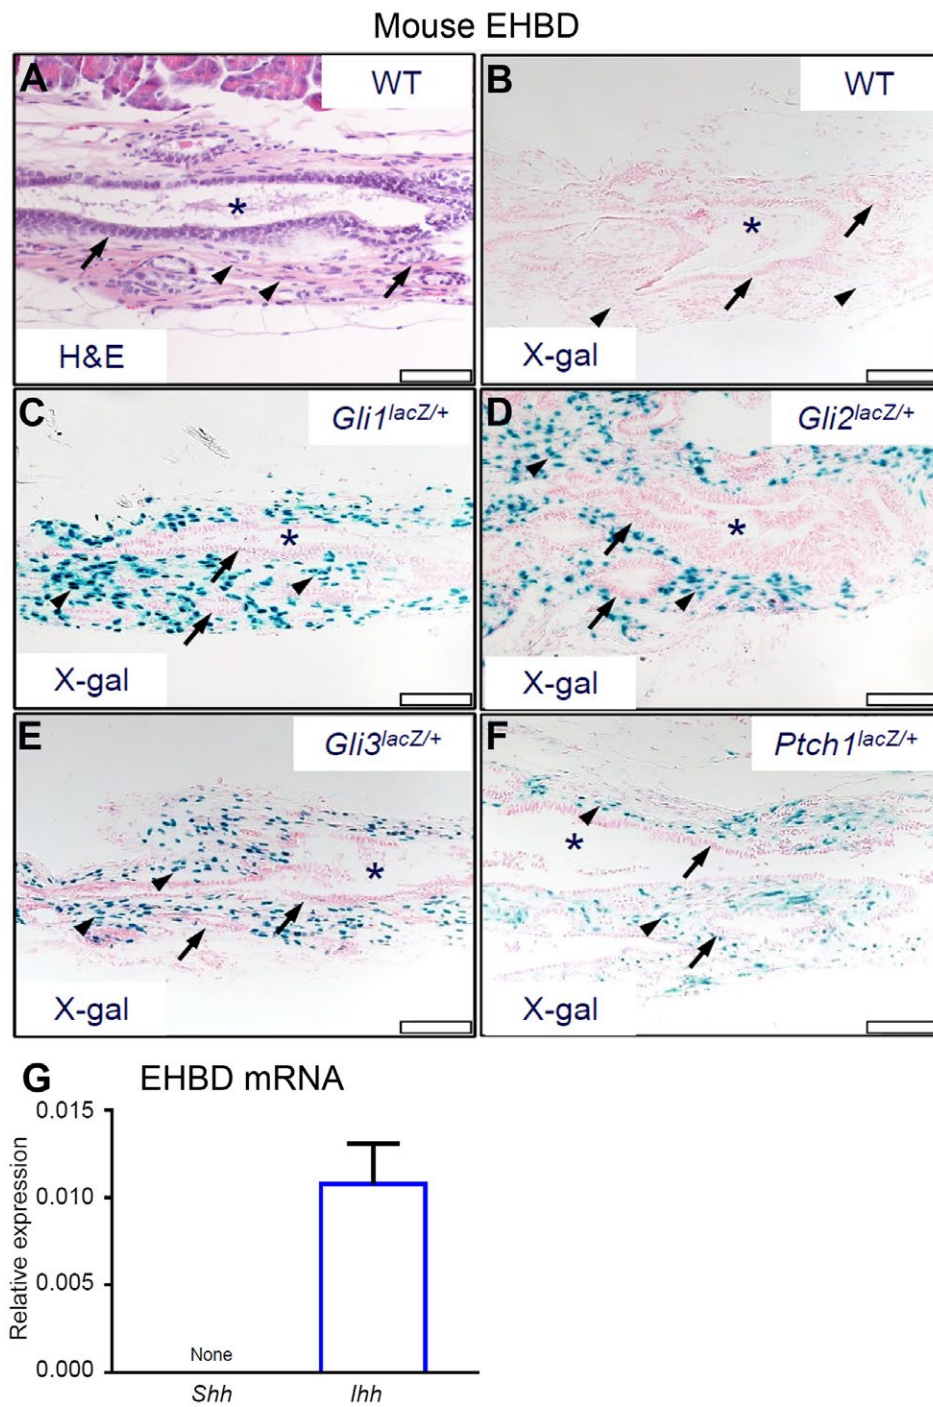 Mouse EHBD
A WT
*
H&E
B WT
*
X-gal
C Gli1lacZ/+
*
X-gal
D Gli2lacZ/+
*
X-gal
E Gli3lacZ/+
*
X-gal
F Ptch1lacZ/+
*
X-gal
G EHBD mRNA
Relative expression
0.015
0.010
0.005
0.000
None
Shh Ihh